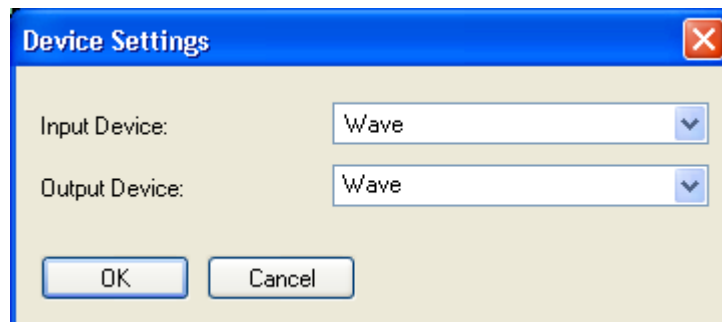 Device Settings
Input Device: Wave
Output Device: Wave
OK Cancel